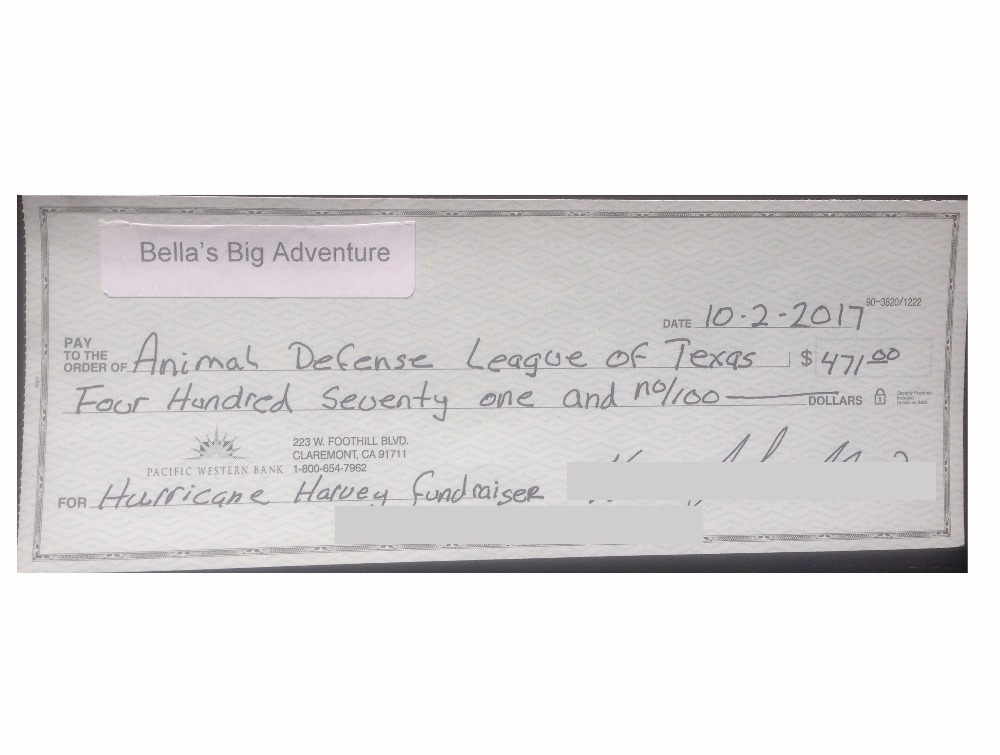 Bella's Big Adventure
90-3820/1222
DATE 10-2-2017
PAY
TO THE
ORDER OF Animal Defense League of Texas $ 471.00
Four Hundred Seventy one and no/100 DOLLARS
223 W. FOOTHILL BLVD.
CLAREMONT, CA 91711
PACIFIC WESTERN BANK 1-800-654-7962
FOR Hurricane Harvey fundraiser